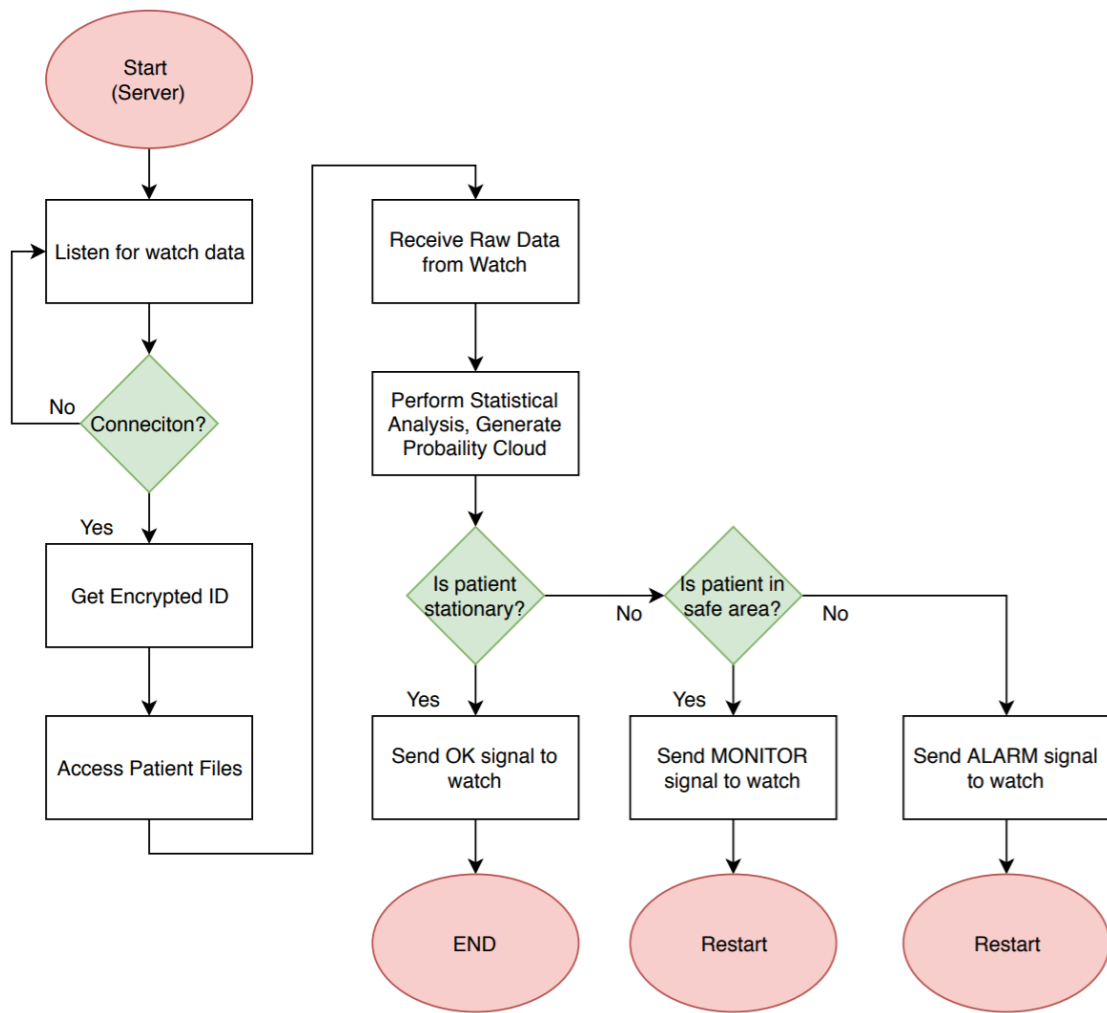 Start
(Server)
Listen for watch data
No
Conneciton?
Yes
Get Encrypted ID
Access Patient Files
Receive Raw Data
from Watch
Perform Statistical
Analysis, Generate
Probaility Cloud
Is patient
stationary?
No
Is patient in
safe area?
No
Yes
Send OK signal to
watch
Yes
Send MONITOR
signal to watch
Send ALARM signal
to watch
END
Restart
Restart